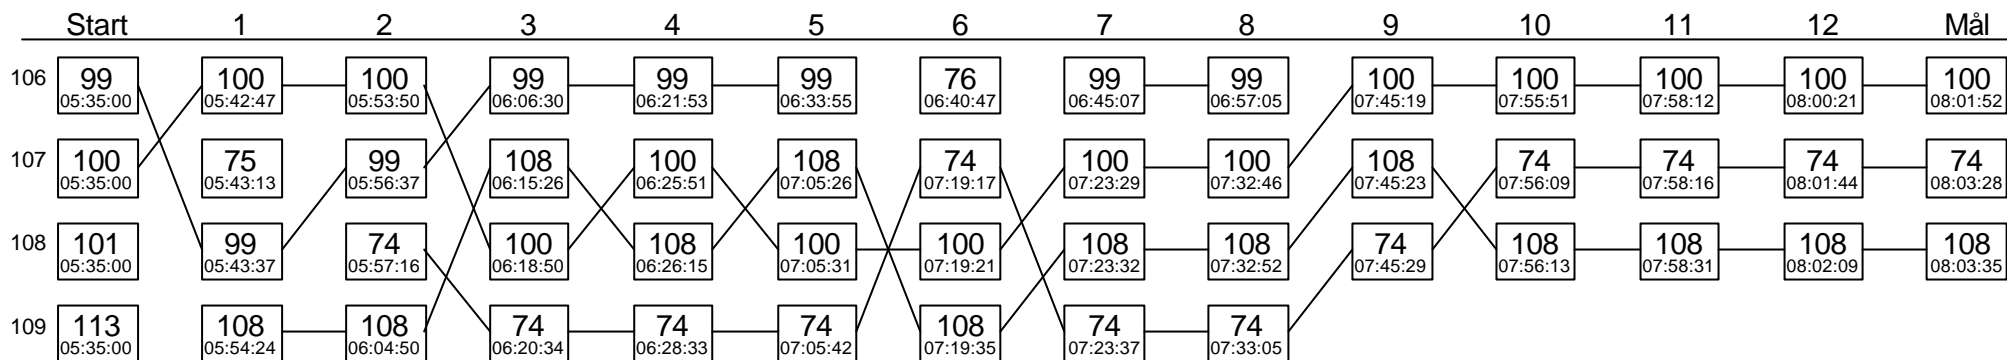 Start 1 2 3 4 5 6 7 8 9 10 11 12 Mål
106 99 100 100 99 99 99 76 99 99 100 100 100 100 100
05:35:00 05:42:47 05:53:50 06:06:30 06:21:53 06:33:55 06:40:47 06:45:07 06:57:05 07:45:19 07:55:51 07:58:12 08:00:21 08:01:52
107 100 75 99 108 100 108 74 100 100 108 74 74 74 74
05:35:00 05:43:13 05:56:37 06:15:26 06:25:51 07:05:26 07:19:17 07:23:29 07:32:46 07:45:23 07:56:09 07:58:16 08:01:44 08:03:28
108 101 99 74 100 108 100 100 108 108 74 108 108 108 108
05:35:00 05:43:37 05:57:16 06:18:50 06:26:15 07:05:31 07:19:21 07:23:32 07:32:52 07:45:29 07:56:13 07:58:31 08:02:09 08:03:35
109 113 108 108 74 74 74 108 74 74
05:35:00 05:54:24 06:04:50 06:20:34 06:28:33 07:05:42 07:19:35 07:23:37 07:33:05